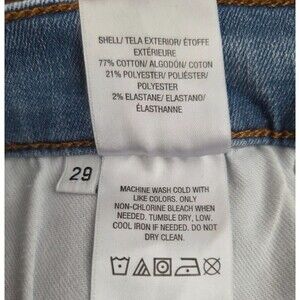 SHELL/ TELA EXTERIOR/ ÉTOFFE
EXTÉRIEURE
77% COTTON/ ALGODÓN/ COTON
21% POLYESTER/ POLIÉSTER/
POLYESTER
2% ELASTANE/ ELASTANO/
ÉLASTHANNE
29
MACHINE WASH COLD WITH
LIKE COLORS. ONLY
NON-CHLORINE BLEACH WHEN
NEEDED. TUMBLE DRY, LOW.
COOL IRON IF NEEDED. DO NOT
DRY CLEAN.